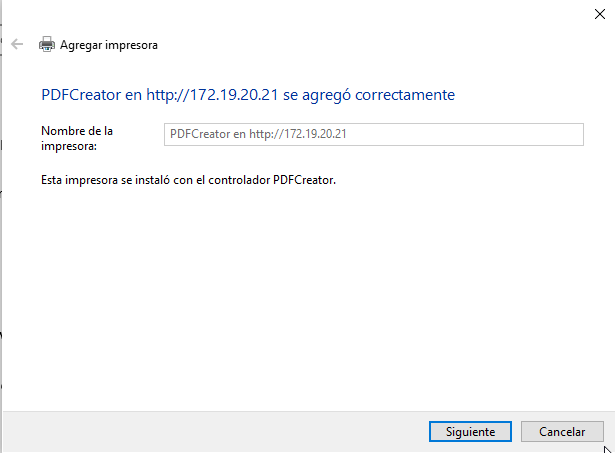 Agregar impresora
PDFCreator en http://172.19.20.21 se agregó correctamente
Nombre de la
impresora:
PDFCreator en http://172.19.20.21
Esta impresora se instaló con el controlador PDFCreator.
Siguiente
Cancelar